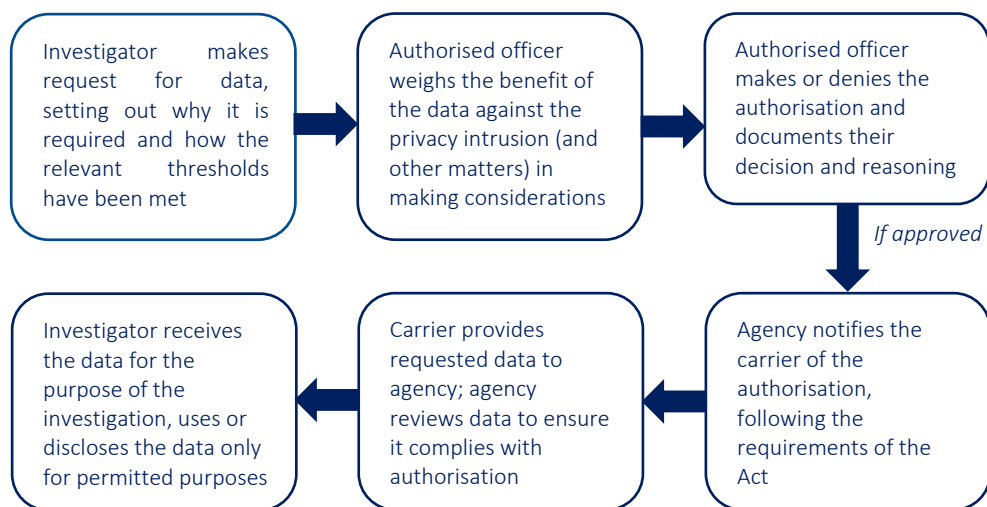 Investigator makes
request for data,
setting out why it is
required and how the
relevant thresholds
have been met
Authorised officer
weighs the benefit of
the data against the
privacy intrusion (and
other matters) in
making considerations
Authorised officer
makes or denies the
authorisation and
documents their
decision and reasoning
If approved
Agency notifies the
carrier of the
authorisation,
following the
requirements of the
Act
Carrier provides
requested data to
agency; agency
reviews data to ensure
it complies with
authorisation
Investigator receives
the data for the
purpose of the
investigation, uses or
discloses the data only
for permitted purposes